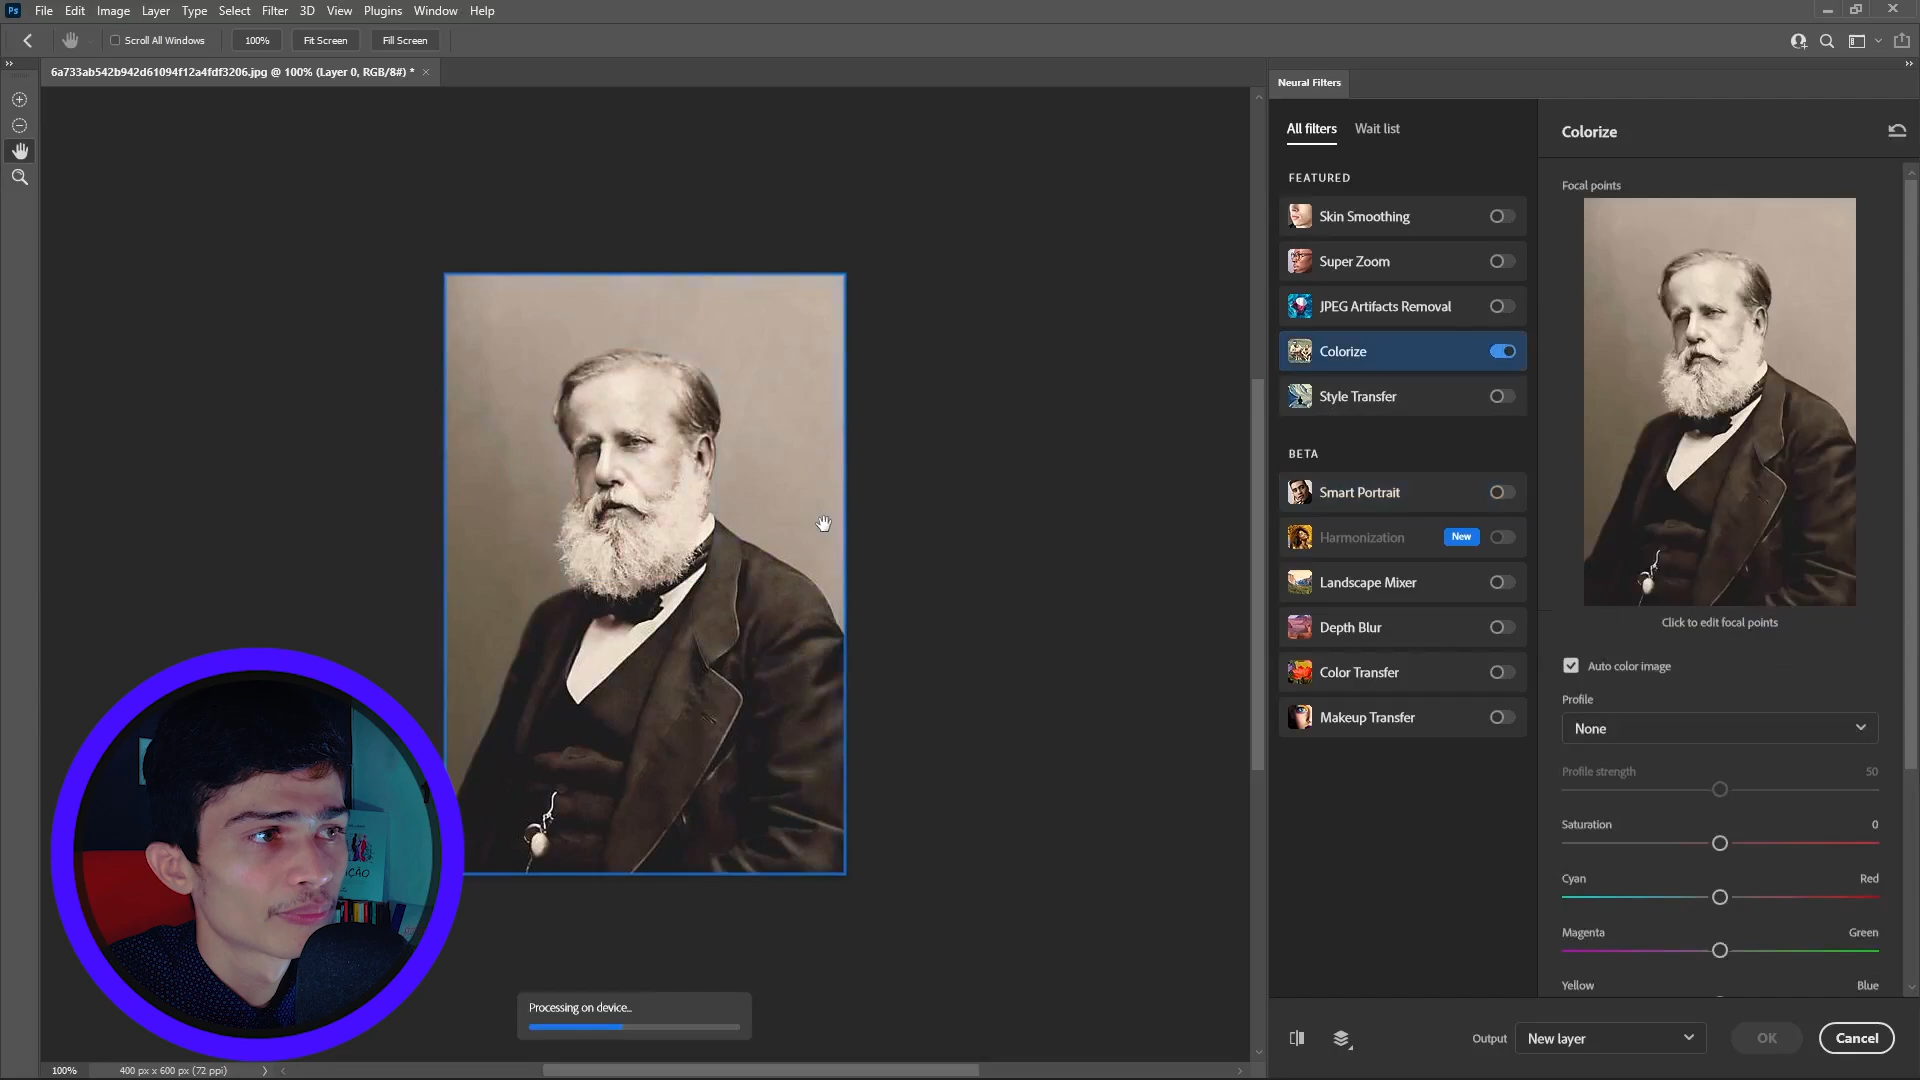 Ps File Edit Image Layer Type Select Filter 3D View Plugins Window Help
Scroll All Windows 100% Fit Screen Fill Screen
6a733ab542b942d61094f12a4fdf3206.jpg @ 100% (Layer 0, RGB/8#) *
Neural Filters
All filters Wait list
FEATURED
Skin Smoothing
Super Zoom
JPEG Artifacts Removal
Colorize
Style Transfer
BETA
Smart Portrait
Harmonization New
Landscape Mixer
Depth Blur
Color Transfer
Makeup Transfer
Colorize
Focal points
Click to edit focal points
Auto color image
Profile
None
Profile strength 50
Saturation 0
Cyan Red
Magenta Green
Yellow Blue
Processing on device...
Output New layer OK Cancel
100% 400 px x 600 px (72 ppi)